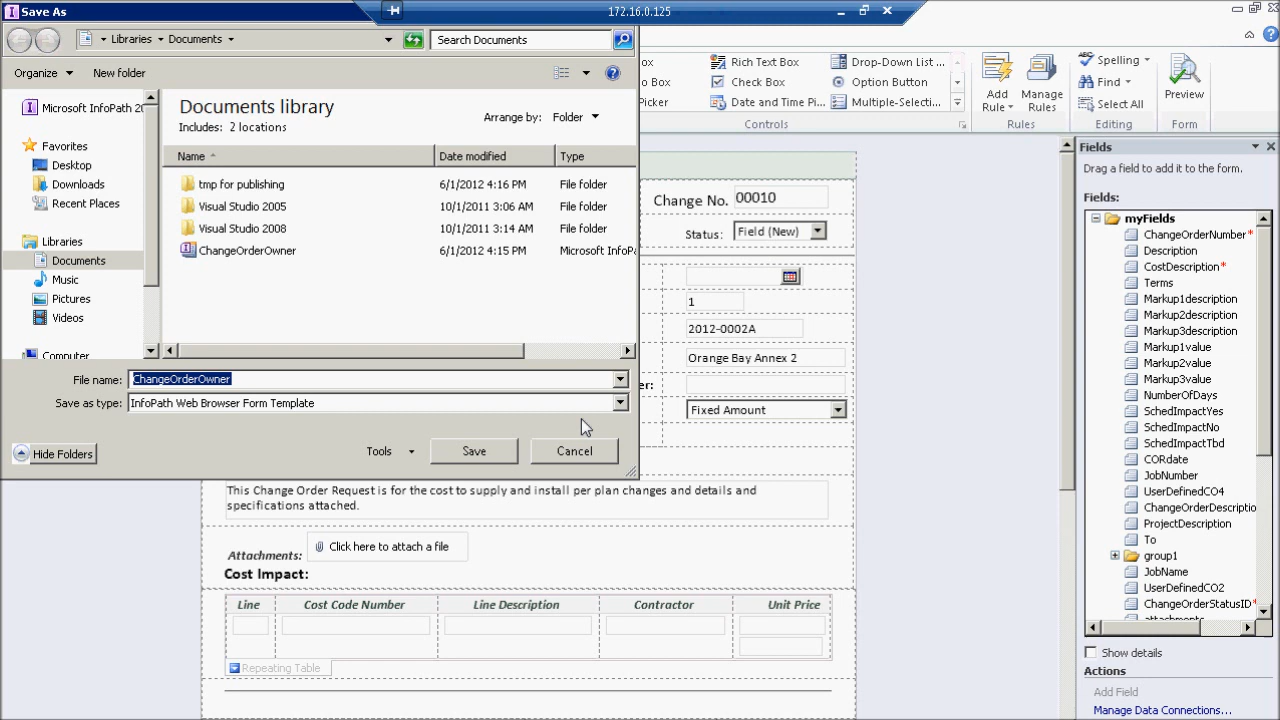 Save As
172.16.0.125
Libraries
Documents
Search Documents
Organize
New folder
Microsoft InfoPath 20
Favorites
Desktop
Downloads
Recent Places
Libraries
Documents
Music
Pictures
Videos
Computer
Documents library
Includes: 2 locations
Arrange by: Folder
Name
Date modified
Type
tmp for publishing
6/1/2012 4:16 PM
File folder
Visual Studio 2005
10/1/2011 3:06 AM
File folder
Visual Studio 2008
10/1/2011 3:14 AM
File folder
ChangeOrderOwner
6/1/2012 4:15 PM
Microsoft InfoPa
File name: ChangeOrderOwner
Save as type: InfoPath Web Browser Form Template
Hide Folders
Tools
Save
Cancel
Rich Text Box
Drop-Down List ...
o Box
Check Box
Option Button
Picker
Date and Time Pi...
Multiple-Selecti...
Controls
Add Rule
Manage Rules
Rules
Spelling
Find
Select All
Editing
Preview
Form
Change No. 00010
Status: Field (New)
1
2012-0002A
Orange Bay Annex 2
er:
Fixed Amount
This Change Order Request is for the cost to supply and install per plan changes and details and
specifications attached.
Attachments: Click here to attach a file
Cost Impact:
Line
Cost Code Number
Line Description
Contractor
Unit Price
Repeating Table
Fields
Drag a field to add it to the form.
Fields:
myFields
ChangeOrderNumber*
Description
CostDescription*
Terms
Markup1description
Markup2description
Markup3description
Markup1value
Markup2value
Markup3value
NumberOfDays
SchedImpactYes
SchedImpactNo
SchedImpactTbd
CORdate
JobNumber
UserDefinedCO4
ChangeOrderDescriptio
ProjectDescription
To
group1
JobName
UserDefinedCO2
ChangeOrderStatusID*
attachments
Show details
Actions
Add Field
Manage Data Connections...